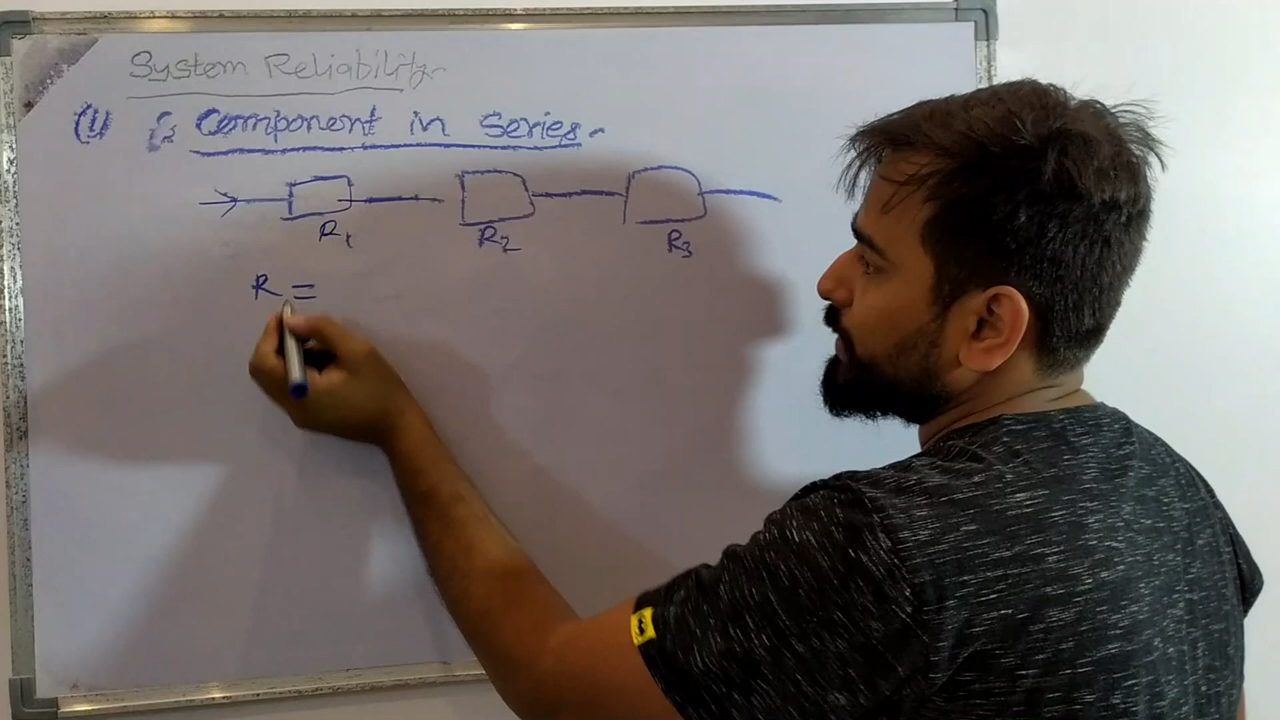 System Reliability
(1) Component in series.
R1 R2 R3
R =